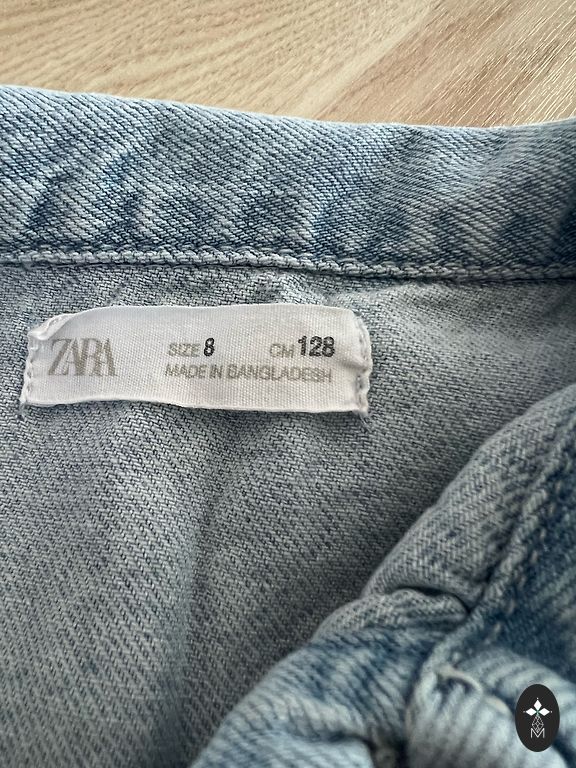 ZARA
SIZE 8 CM 128
MADE IN BANGLADESH
M